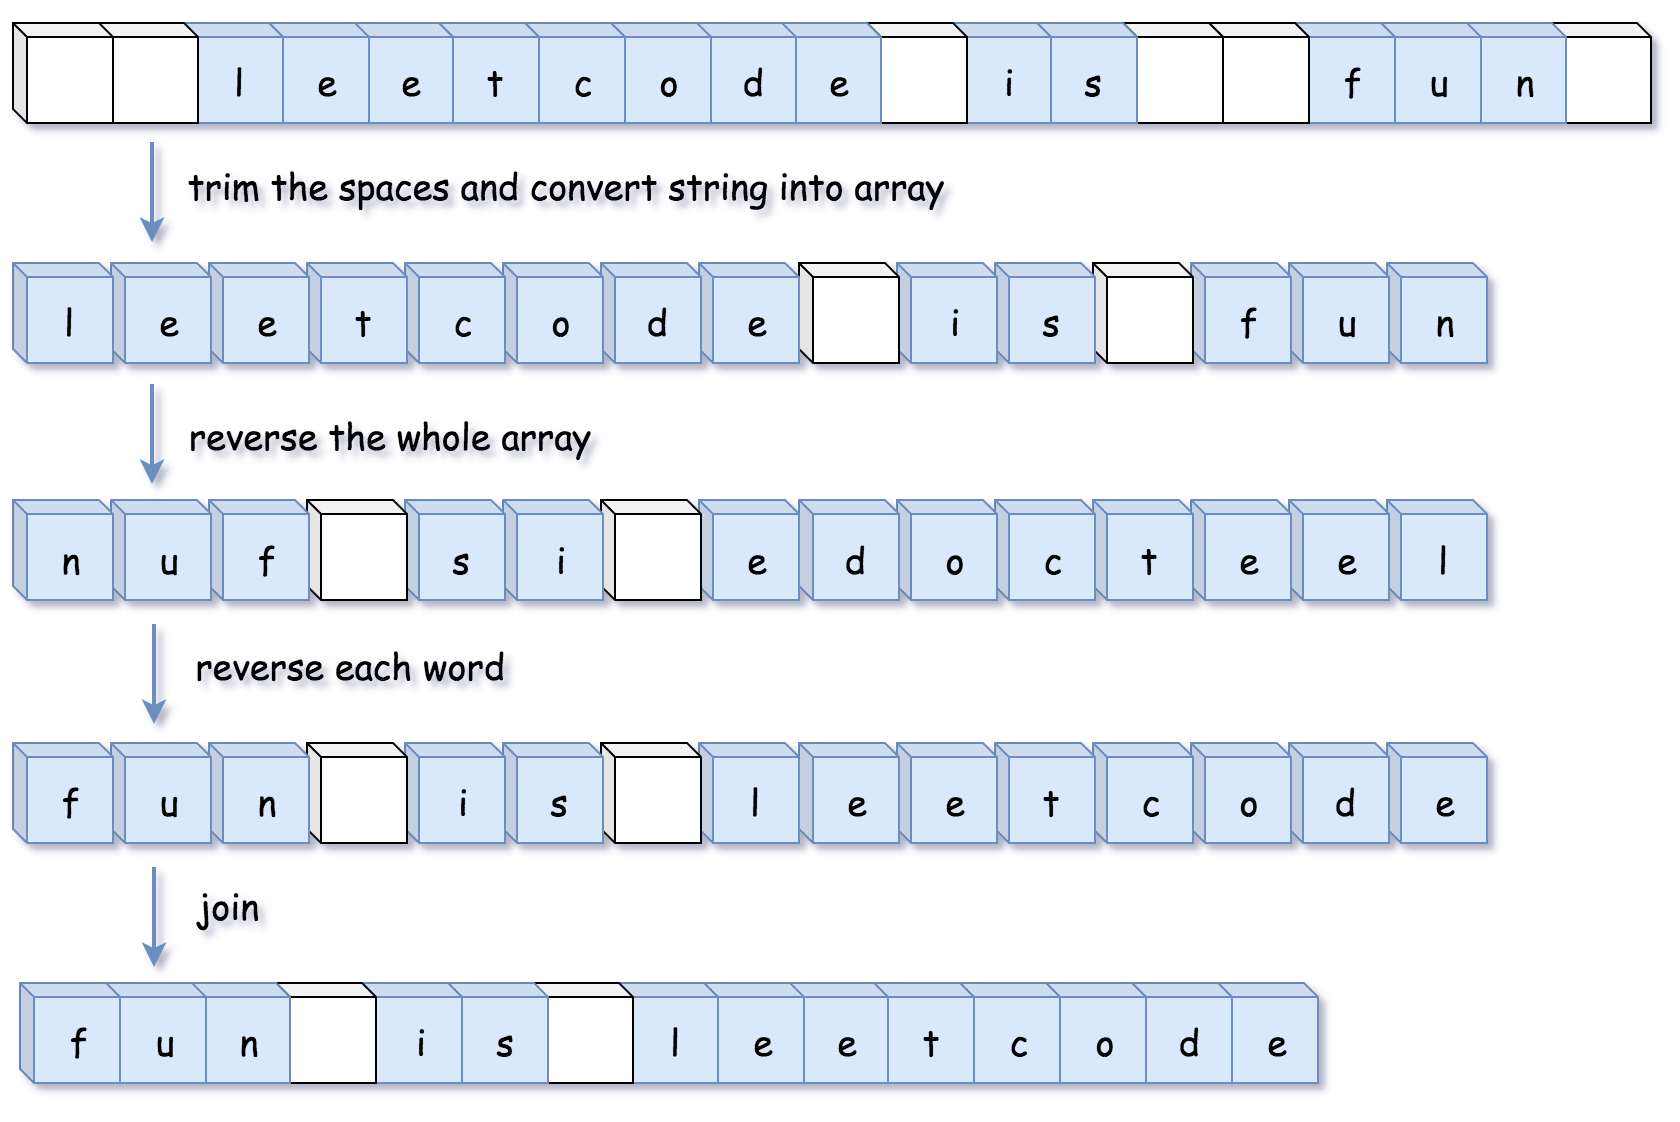 l e e t c o d e i s f u n
trim the spaces and convert string into array
l e e t c o d e i s f u n
reverse the whole array
n u f s i e d o c t e e l
reverse each word
f u n i s l e e t c o d e
join
f u n i s l e e t c o d e